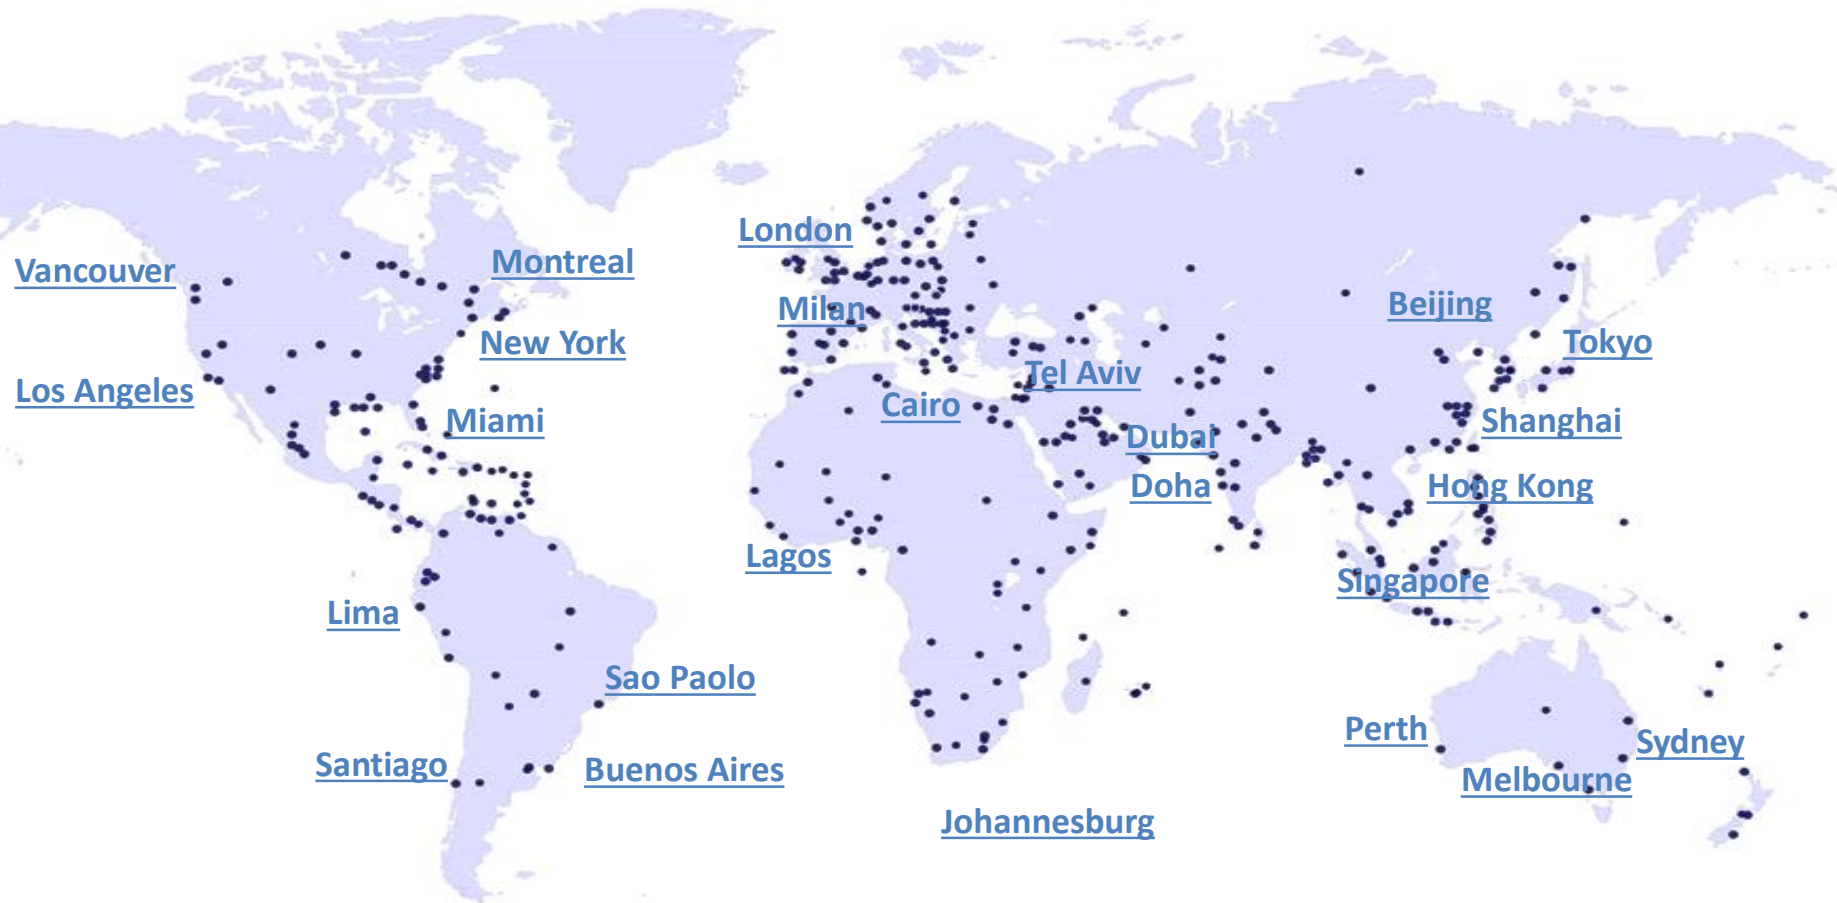 London
Montreal
Vancouver
Beijing
Milan
New York
Tokyo
Tel Aviv
Los Angeles
Cairo
Miami
Shanghai
Dubai
Doha
Hong Kong
Lagos
Singapore
Lima
Sao Paolo
Perth
Sydney
Santiago
Buenos Aires
Melbourne
Johannesburg